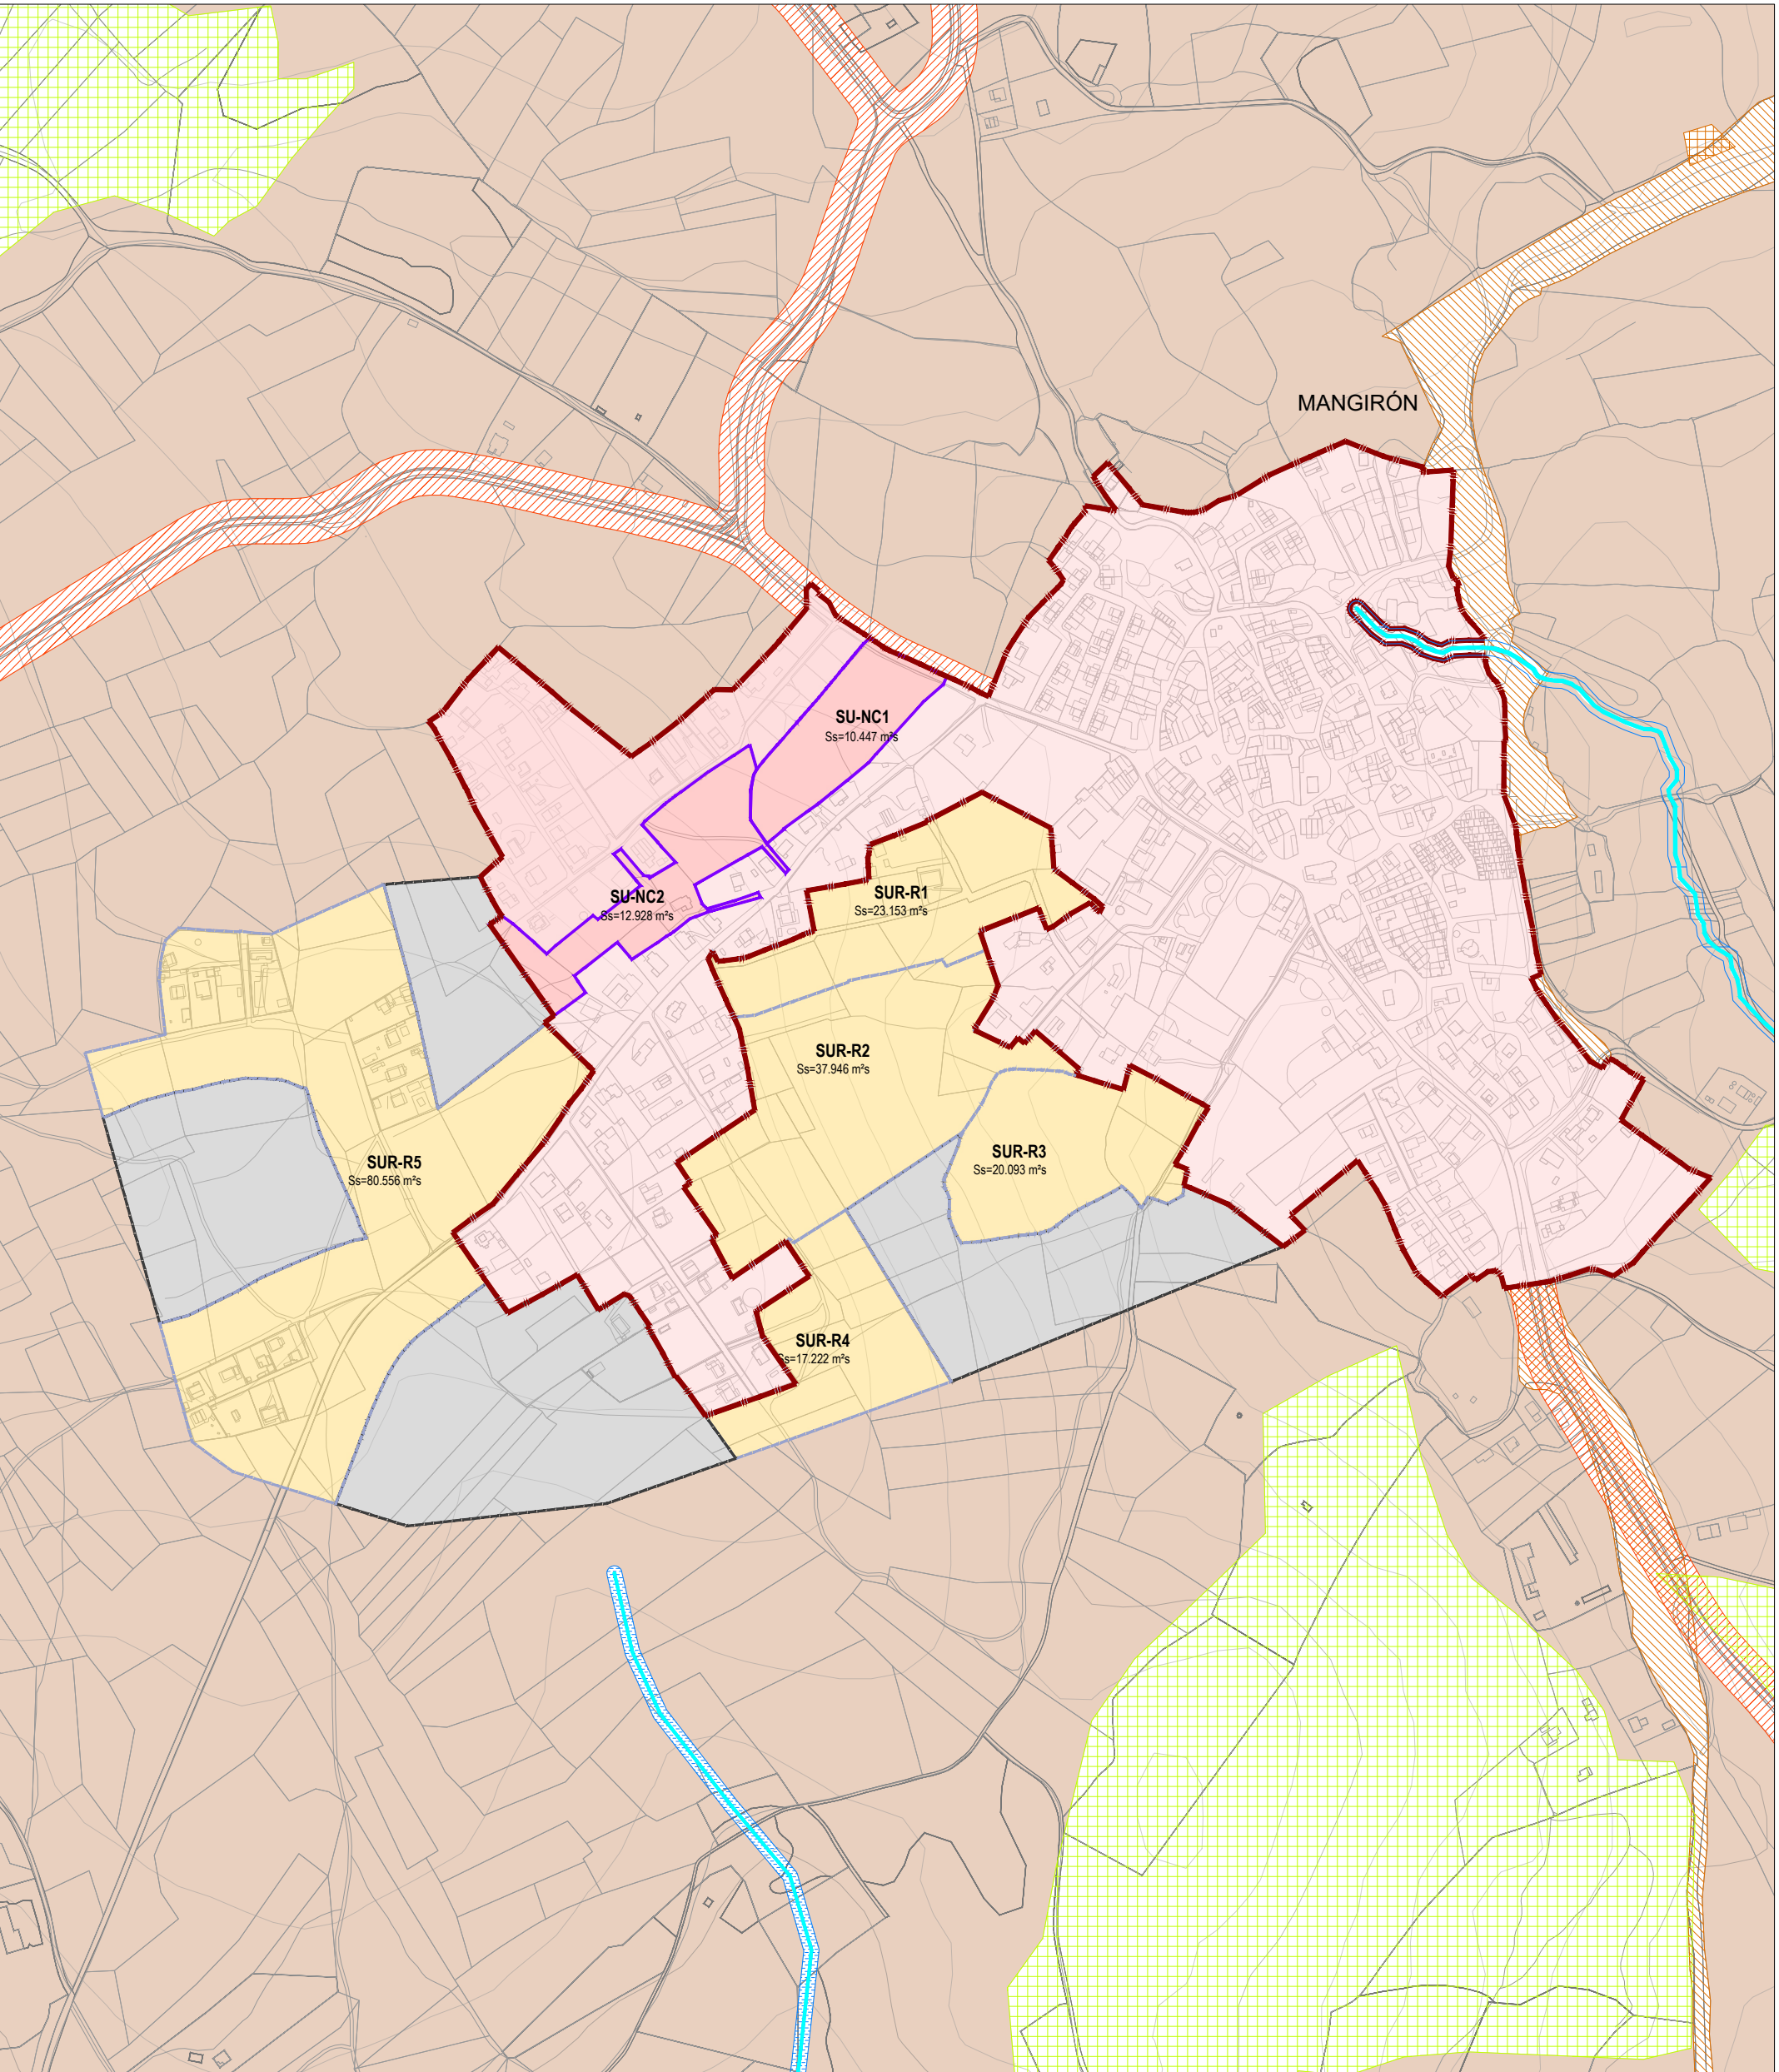 MANGIRÓN
SU-NC1
Ss=10.447 m²s
SU-NC2
Ss=12.928 m²s
SUR-R1
Ss=23.153 m²s
SUR-R2
Ss=37.946 m²s
SUR-R3
Ss=20.093 m²s
SUR-R5
Ss=80.556 m²s
SUR-R4
Ss=17.222 m²s